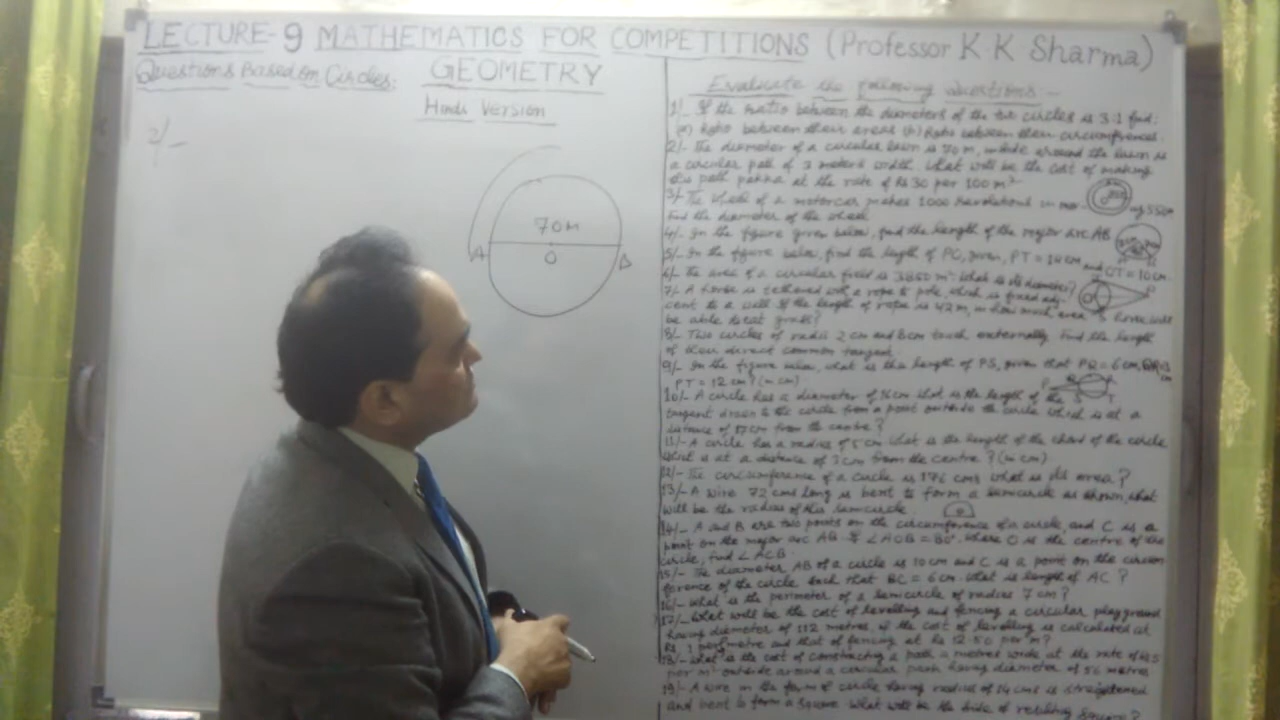 LECTURE-9 MATHEMATICS FOR COMPETITIONS (Professor K K Sharma)
Questions Based on Circles:
GEOMETRY
Hindi Version
2/-
70m
A
O
B
Evaluate the following questions -
1/- If the ratio between the diameters of the two circles is 3:1 find:
(a) Ratio between their areas (b) Ratio between their circumferences.
2/- The diameter of a circular lawn is 70m, inside around the lawn is
a circular path of 3 meters width. What will be the cost of making
this path pakka at the rate of Rs 30 per 100 m²
3/- The wheel of a motorcar makes 1000 revolutions in
Find the diameter of the wheel
4/- In the figure given below, find the length of the major arc AB
5/- In the figure below, find the length of PO, given, PT = 14 cm and OT = 10 cm.
6/- The area of a circular field is 3850 m². What is its diameter?
7/- A horse is tethered with a rope to pole, which is fixed
cent to a wall. If the length of rope is 42m, in how much area horse will
be able to eat grass?
8/- Two circles of radii 2 cm and 8cm touch externally. Find the length
of their direct common tangent.
9/- In the figure what is the length of PS, given that PQ = 6 cm,
PT = 12 cm? (in cm)
10/- A circle has a diameter of 16cm what is the length of the
tangent drawn to the circle from a point outside the circle which is at a
distance of 17cm from the centre?
11/- A circle has a radius of 5 cm what is the length of the chord of the circle
which is at a distance of 3 cm from the centre? (in cm)
12/- The circumference of a circle is 176 cms what is its area?
13/- A wire 72 cms long is bent to form a semicircle as shown, what
will be the radius of this semicircle.
14/- A and B are two points on the circumference of a circle, and C is a
point on the major arc AB. If ∠AOB = 80°. where O is the centre of the
circle, find ∠ACB.
15/- The diameter AB of a circle is 10 cm and C is a point on the circum
ference of the circle such that BC = 6 cm. What is length of AC?
16/- What is the perimeter of a semicircle of radius 7 cm?
17/- What will be the cost of levelling and fencing a circular playground
having diameter of 112 metres, if the cost of levelling is calculated at
Rs. 1 per metre and that of fencing at Rs 12.50 per m?
18/- What is the cost of constructing a path a metres wide at the rate of Rs 5
per m² outside around a circular park having diameter of 56 metres
19/- A wire in the form of circle having radius of 14 cms is straightened
and bent to form a square. What will be the side of resulting square?